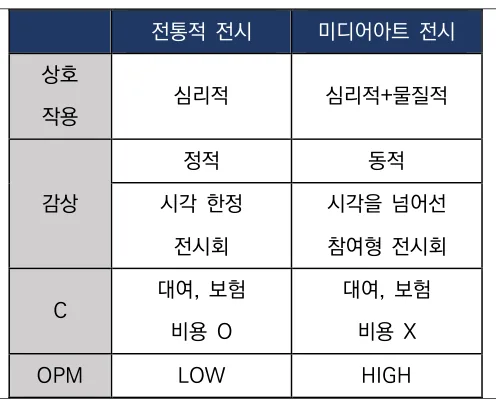 전통적 전시 미디어아트 전시
상호
작용
심리적 심리적+물질적
감상
정적 동적
시각 한정
전시회
시각을 넘어선
참여형 전시회
C
대여, 보험
비용 O
대여, 보험
비용 X
OPM LOW HIGH